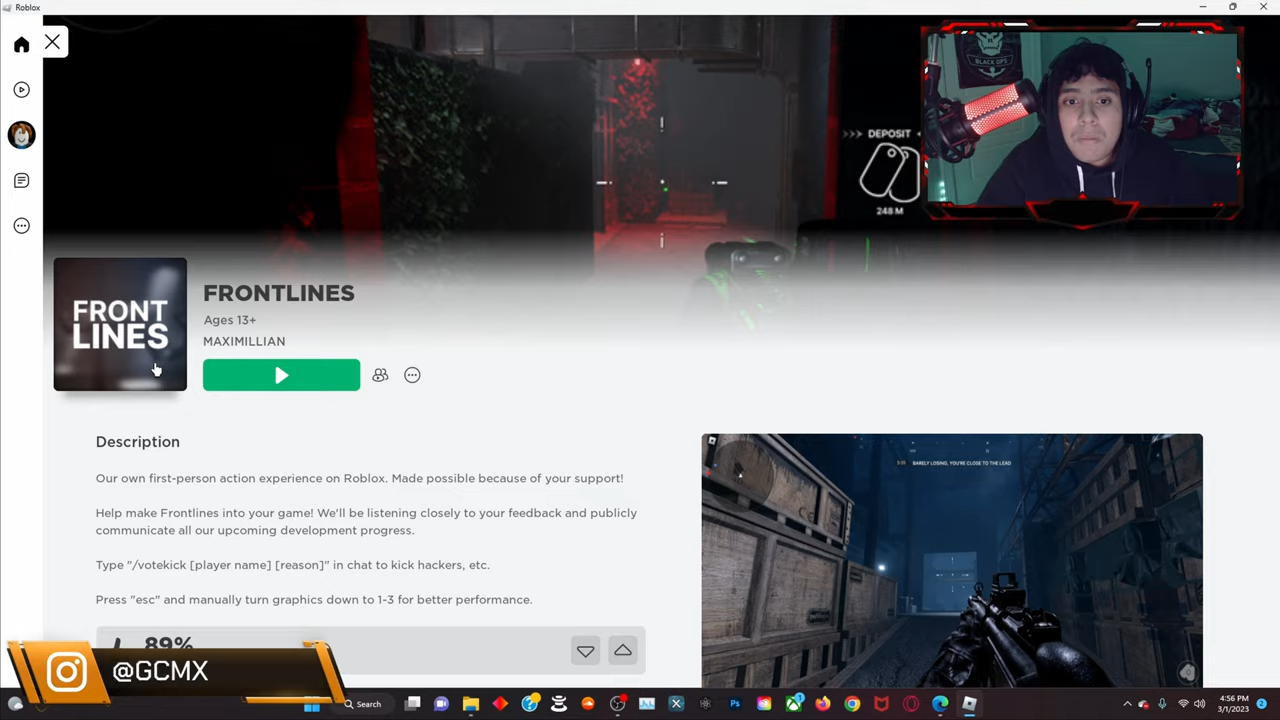 Roblox
BLACK OPS
>>> DEPOSIT
248 M
FRONT
LINES
FRONTLINES
Ages 13+
MAXIMILLIAN
Description
Our own first-person action experience on Roblox. Made possible because of your support!
Help make Frontlines into your game! We'll be listening closely to your feedback and publicly
communicate all our upcoming development progress.
Type "/votekick [player name] [reason]" in chat to kick hackers, etc.
Press "esc" and manually turn graphics down to 1-3 for better performance.
89%
BARELY LOSING, YOU'RE CLOSE TO THE LEAD
@GCMX
Search
Ps
4:56 PM
3/1/2023